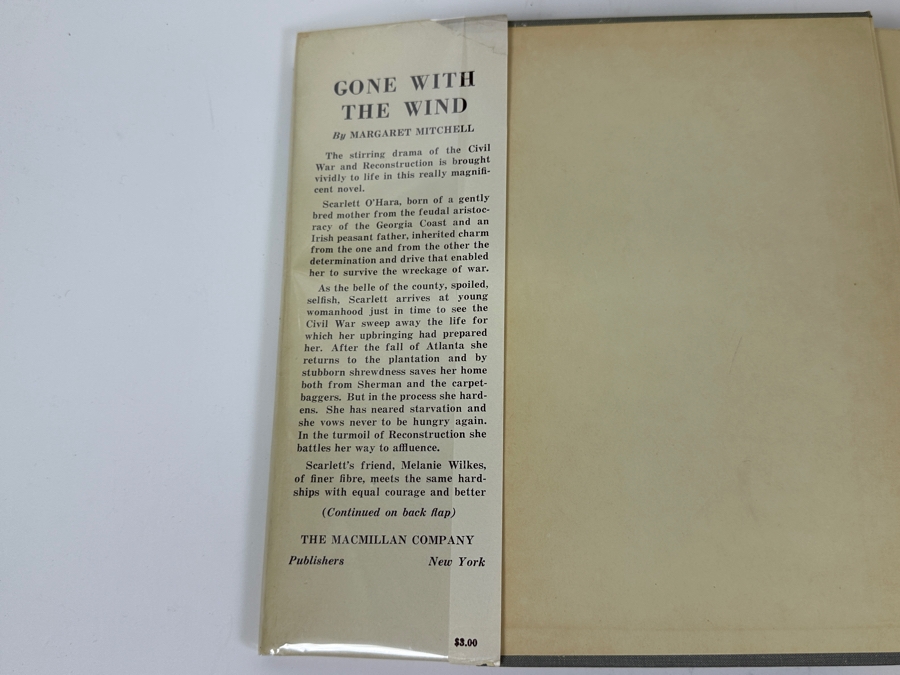 GONE WITH
THE WIND
By MARGARET MITCHELL
The stirring drama of the Civil
War and Reconstruction is brought
vividly to life in this really magnifi-
cent novel.
Scarlett O'Hara, born of a gently
bred mother from the feudal aristoc-
racy of the Georgia Coast and an
Irish peasant father, inherited charm
from the one and from the other the
determination and drive that enabled
her to survive the wreckage of war.
As the belle of the county, spoiled,
selfish, Scarlett arrives at young
womanhood just in time to see the
Civil War sweep away the life for
which her upbringing had prepared
her. After the fall of Atlanta she
returns to the plantation and by
stubborn shrewdness saves her home
both from Sherman and the carpet-
baggers. But in the process she hard-
ens. She has neared starvation and
she vows never to be hungry again.
In the turmoil of Reconstruction she
battles her way to affluence.
Scarlett's friend, Melanie Wilkes,
of finer fibre, meets the same hard-
ships with equal courage and better
(Continued on back flap)
THE MACMILLAN COMPANY
Publishers New York
$3.00